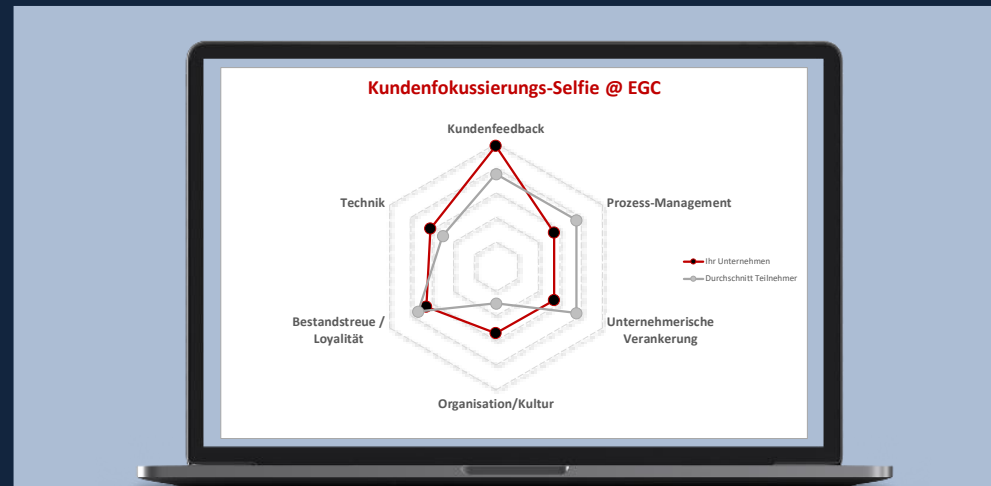 Kundenfokussierungs-Selfie @ EGC
Kundenfeedback
Technik
Prozess-Management
Ihr Unternehmen
Durchschnitt Teilnehmer
Bestandstreue /
Loyalität
Unternehmerische
Verankerung
Organisation/Kultur